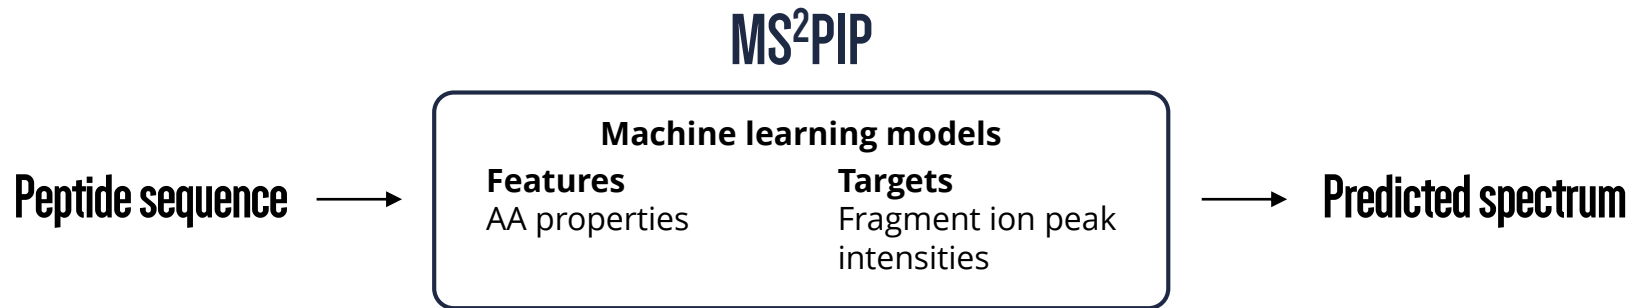 MS²PIP
Machine learning models
Peptide sequence
Features
AA properties
Targets
Fragment ion peak
intensities
Predicted spectrum